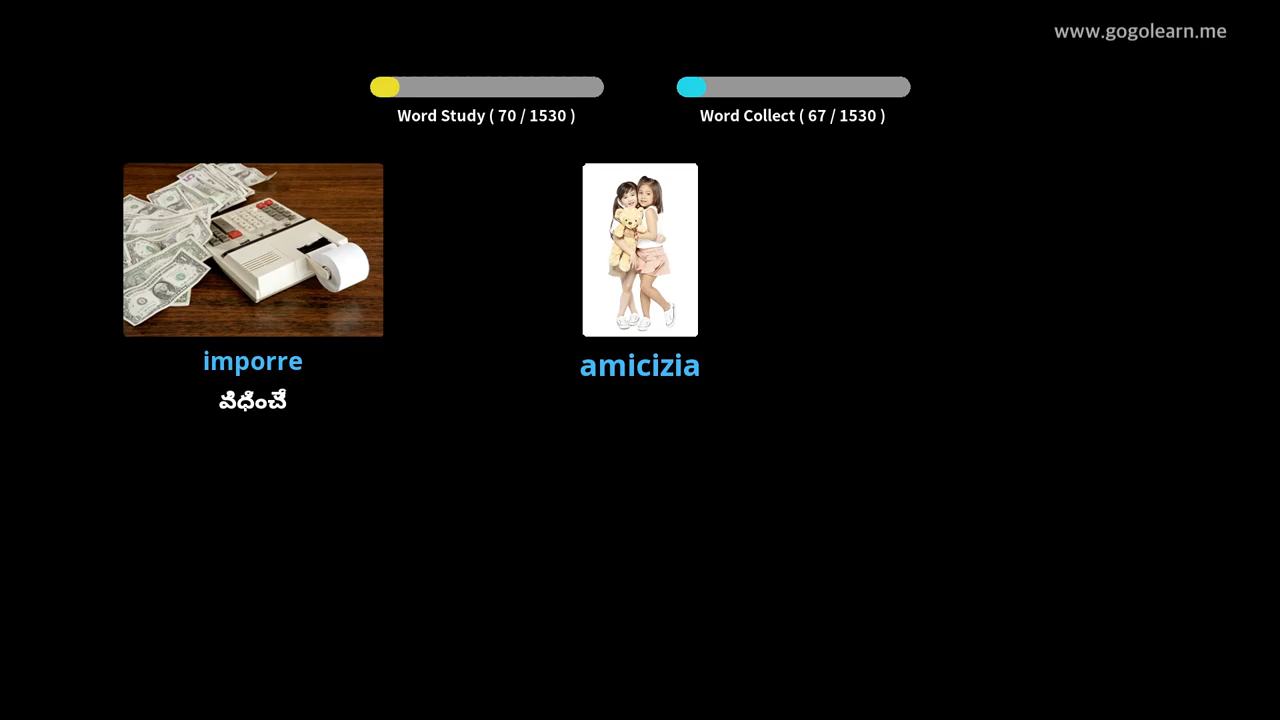 www.gogolearn.me
Word Study ( 70 / 1530 )
Word Collect ( 67 / 1530 )
imporre
విధించే
amicizia